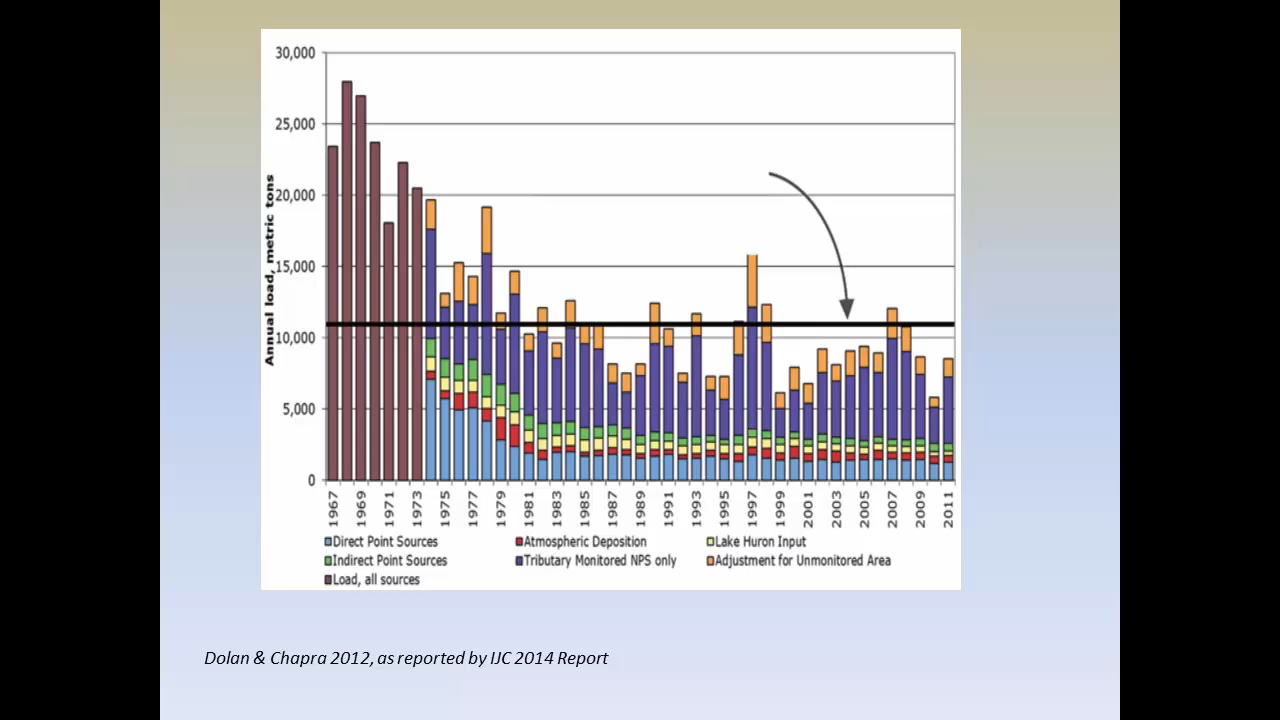 30,000
25,000
20,000
15,000
10,000
5,000
0
Annual load, metric tons
1967 1969 1971 1973 1975 1977 1979 1981 1983 1985 1987 1989 1991 1993 1995 1997 1999 2001 2003 2005 2007 2009 2011
Direct Point Sources Atmospheric Deposition Lake Huron Input
Indirect Point Sources Tributary Monitored NPS only Adjustment for Unmonitored Area
Load, all sources
Dolan & Chapra 2012, as reported by IJC 2014 Report